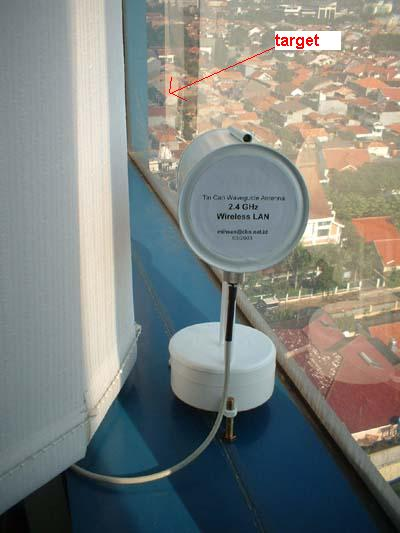 target
Tin Can Waveguide Antenna
2.4 GHz
Wireless LAN